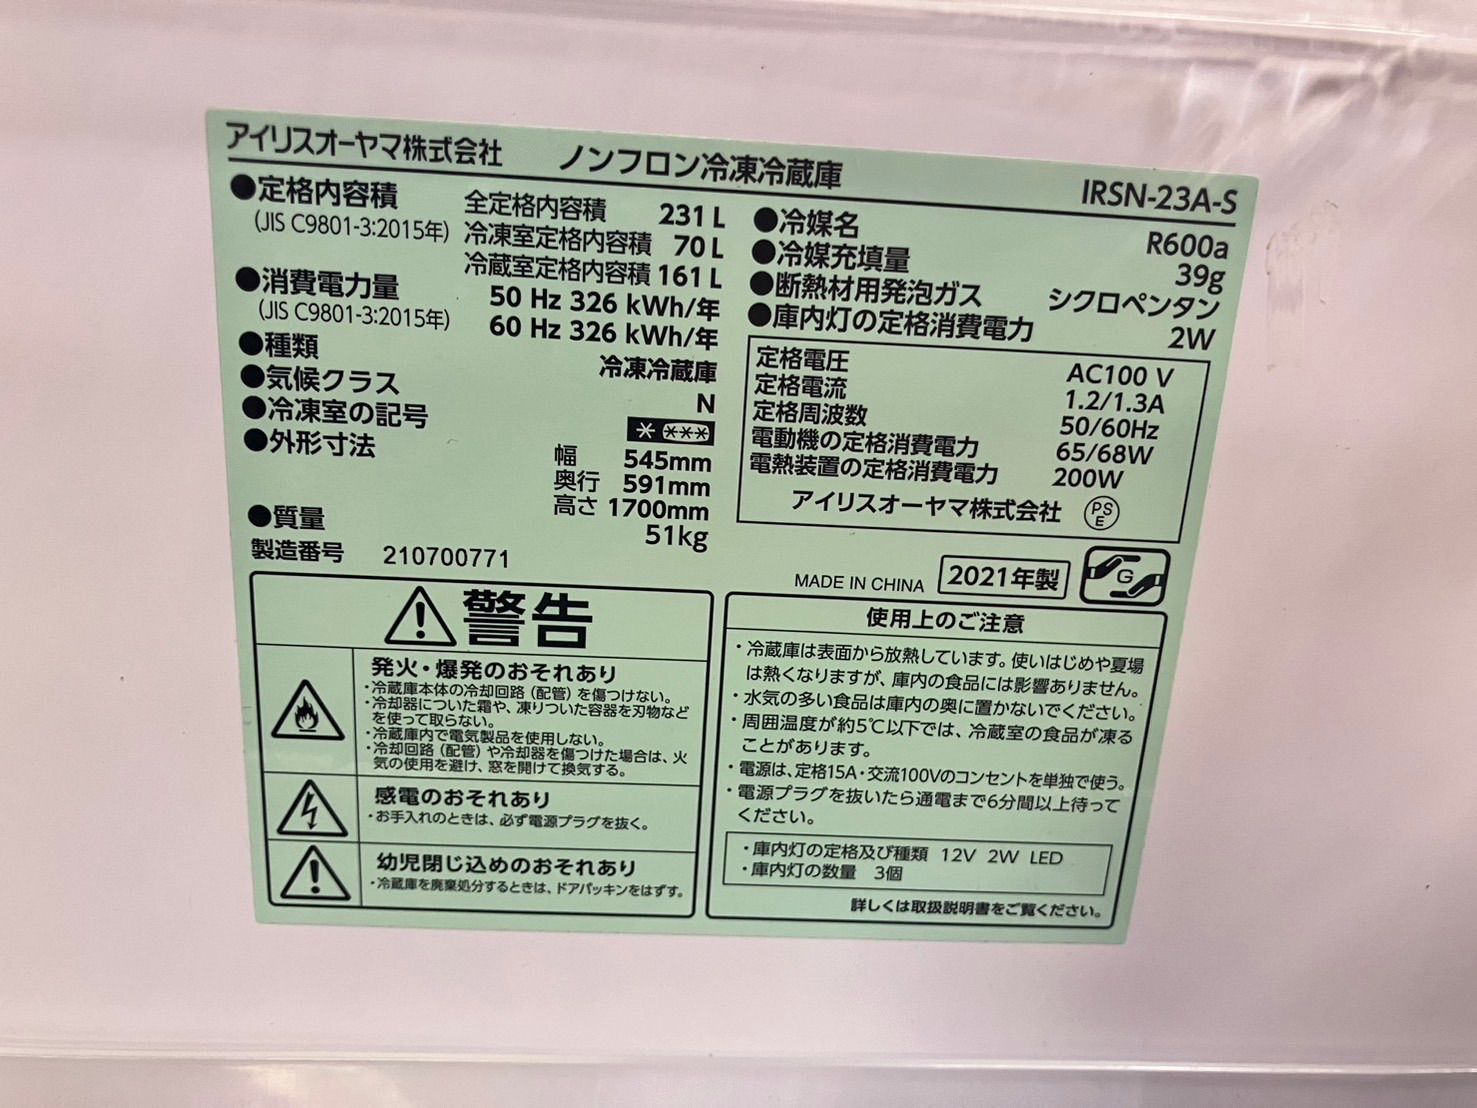 アイリスオーヤマ株式会社 ノンフロン冷凍冷蔵庫 IRSN-23A-S
●定格内容積 全定格内容積 231L
(JIS C9801-3:2015年) 冷凍室定格内容積 70L
冷蔵室定格内容積 161L
●消費電力量 50 Hz 326 kWh/年
(JIS C9801-3:2015年) 60 Hz 326 kWh/年
●種類 冷凍冷蔵庫
●気候クラス N
●冷凍室の記号 * ***
●外形寸法 幅 545mm
奥行 591mm
高さ 1700mm
●質量 51kg
製造番号 210700771
●冷媒名 R600a
●冷媒充填量 39g
●断熱材用発泡ガス シクロペンタン
●庫内灯の定格消費電力 2W
定格電圧 AC100 V
定格電流 1.2/1.3A
定格周波数 50/60Hz
電動機の定格消費電力 65/68W
電熱装置の定格消費電力 200W
アイリスオーヤマ株式会社 PSE
MADE IN CHINA 2021年製 G
警告
発火・爆発のおそれあり
・冷蔵庫本体の冷却回路（配管）を傷つけない。
・冷却器についた霜や、凍りついた容器を刃物など
を使って取らない。
・冷蔵庫内で電気製品を使用しない。
・冷却回路（配管）や冷却器を傷つけた場合は、火
気の使用を避け、窓を開けて換気する。
感電のおそれあり
・お手入れのときは、必ず電源プラグを抜く。
幼児閉じ込めのおそれあり
・冷蔵庫を廃棄処分するときは、ドアパッキンをはずす。
使用上のご注意
・冷蔵庫は表面から放熱しています。使いはじめや夏場
は熱くなりますが、庫内の食品には影響ありません。
・水気の多い食品は庫内の奥に置かないでください。
・周囲温度が約5℃以下では、冷蔵室の食品が凍る
ことがあります。
・電源は、定格15A・交流100Vのコンセントを単独で使う。
・電源プラグを抜いたら通電まで6分間以上待って
ください。
・庫内灯の定格及び種類 12V 2W LED
・庫内灯の数量 3個
詳しくは取扱説明書をご覧ください。